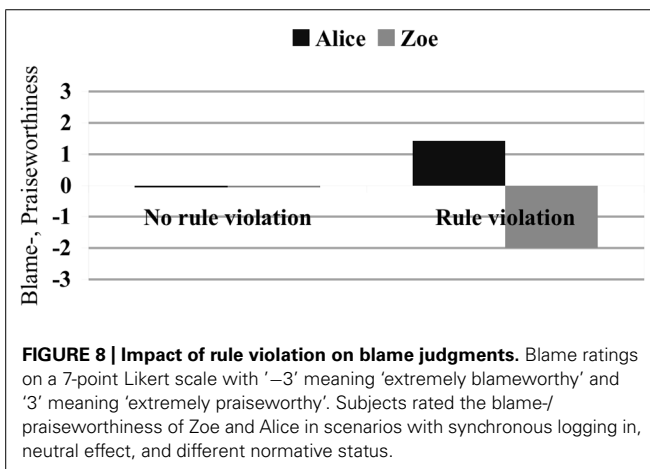 Alice Zoe
Blame-, Praiseworthiness
3
2
1
0
-1
-2
-3
No rule violation Rule violation
FIGURE 8 | Impact of rule violation on blame judgments. Blame ratings
on a 7-point Likert scale with '−3' meaning 'extremely blameworthy' and
'3' meaning 'extremely praiseworthy'. Subjects rated the blame-/
praiseworthiness of Zoe and Alice in scenarios with synchronous logging in,
neutral effect, and different normative status.